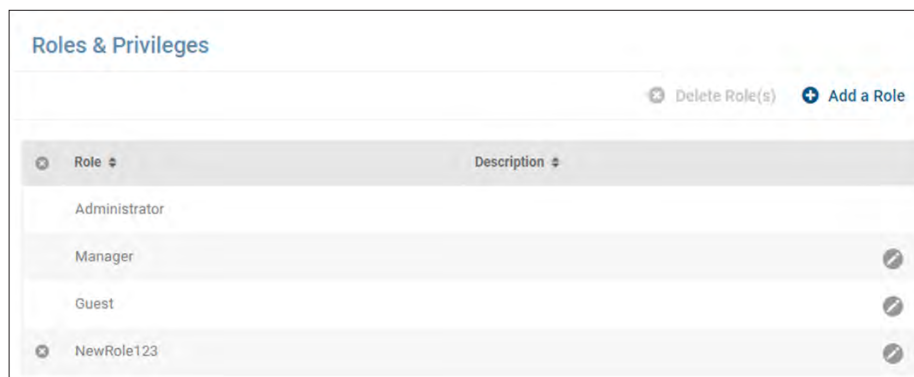 Roles & Privileges
Delete Role(s) Add a Role
Role Description
Administrator
Manager
Guest
NewRole123